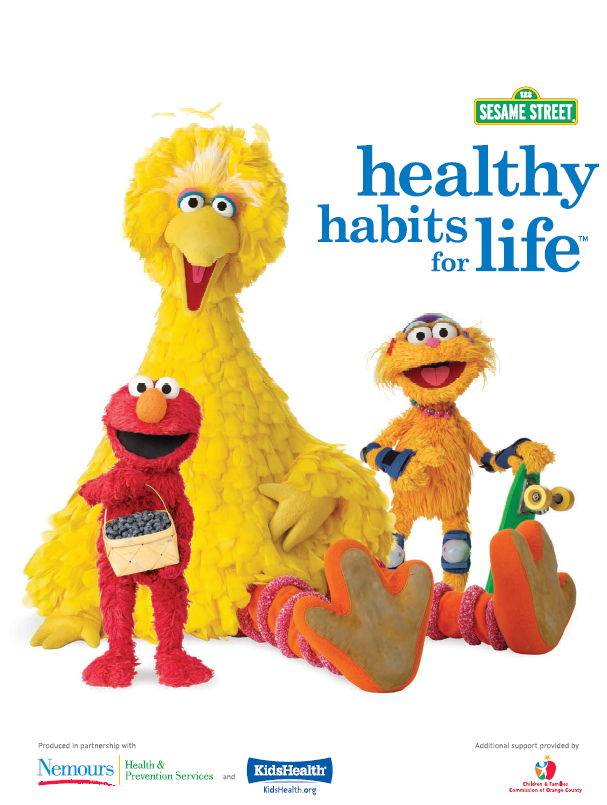 123
SESAME STREET
healthy
habits
for life™
Produced in partnership with
Additional support provided by
Nemours
Health &
Prevention Services
and
KidsHealth®
KidsHealth.org
Children & Families
Commission of Orange County